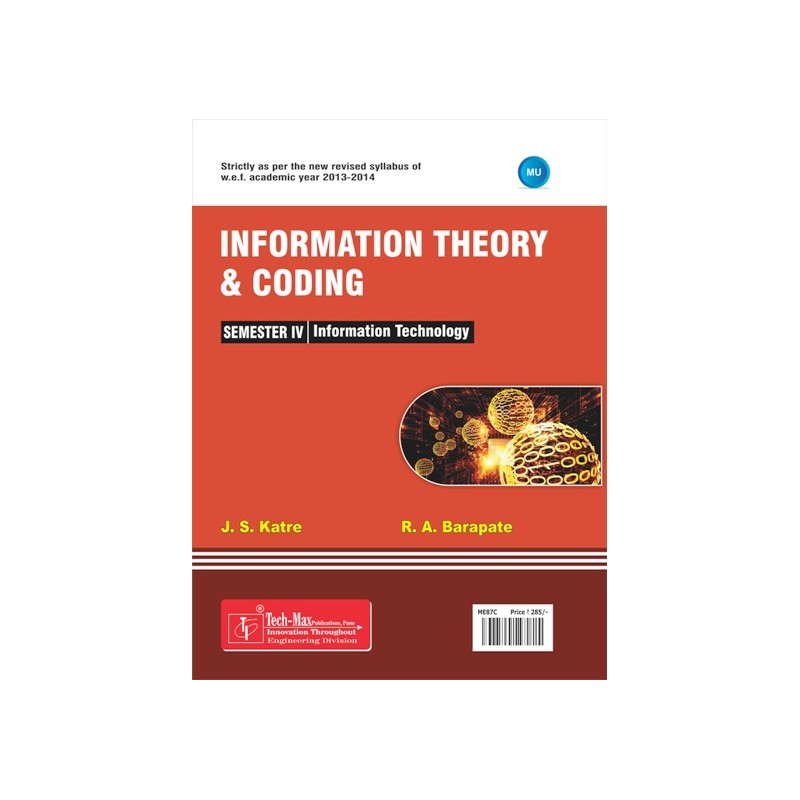 Strictly as per the new revised syllabus of
w.e.f. academic year 2013-2014
MU
INFORMATION THEORY
& CODING
SEMESTER IV Information Technology
J. S. Katre
R. A. Barapate
®
Tech-Max Publications, Pune
Innovation Throughout
Engineering Division
ME87C Price ₹ 285/-